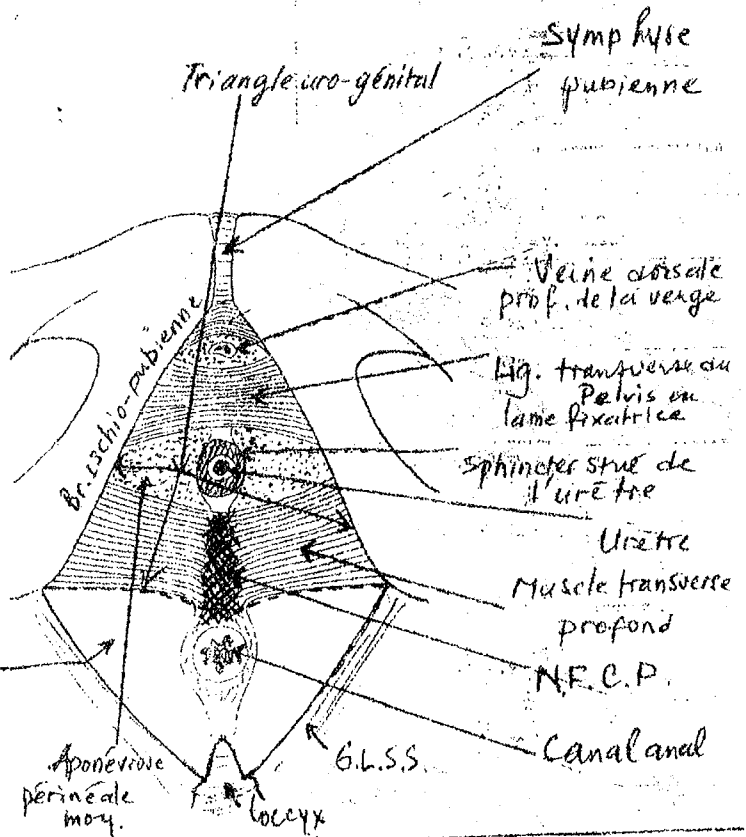 Symphyse
pubienne
Triangle uro-génital
Veine dorsale
prof. de la verge
Br. ischio-pubienne
Lig. transverse du
Pelvis ou
lame fixatrice
Sphincter strié de
l'urètre
Urètre
Muscle transverse
profond
N.F.C.P.
Canal anal
G.L.S.S.
Aponévrose
périnéale
moy.
Coccyx